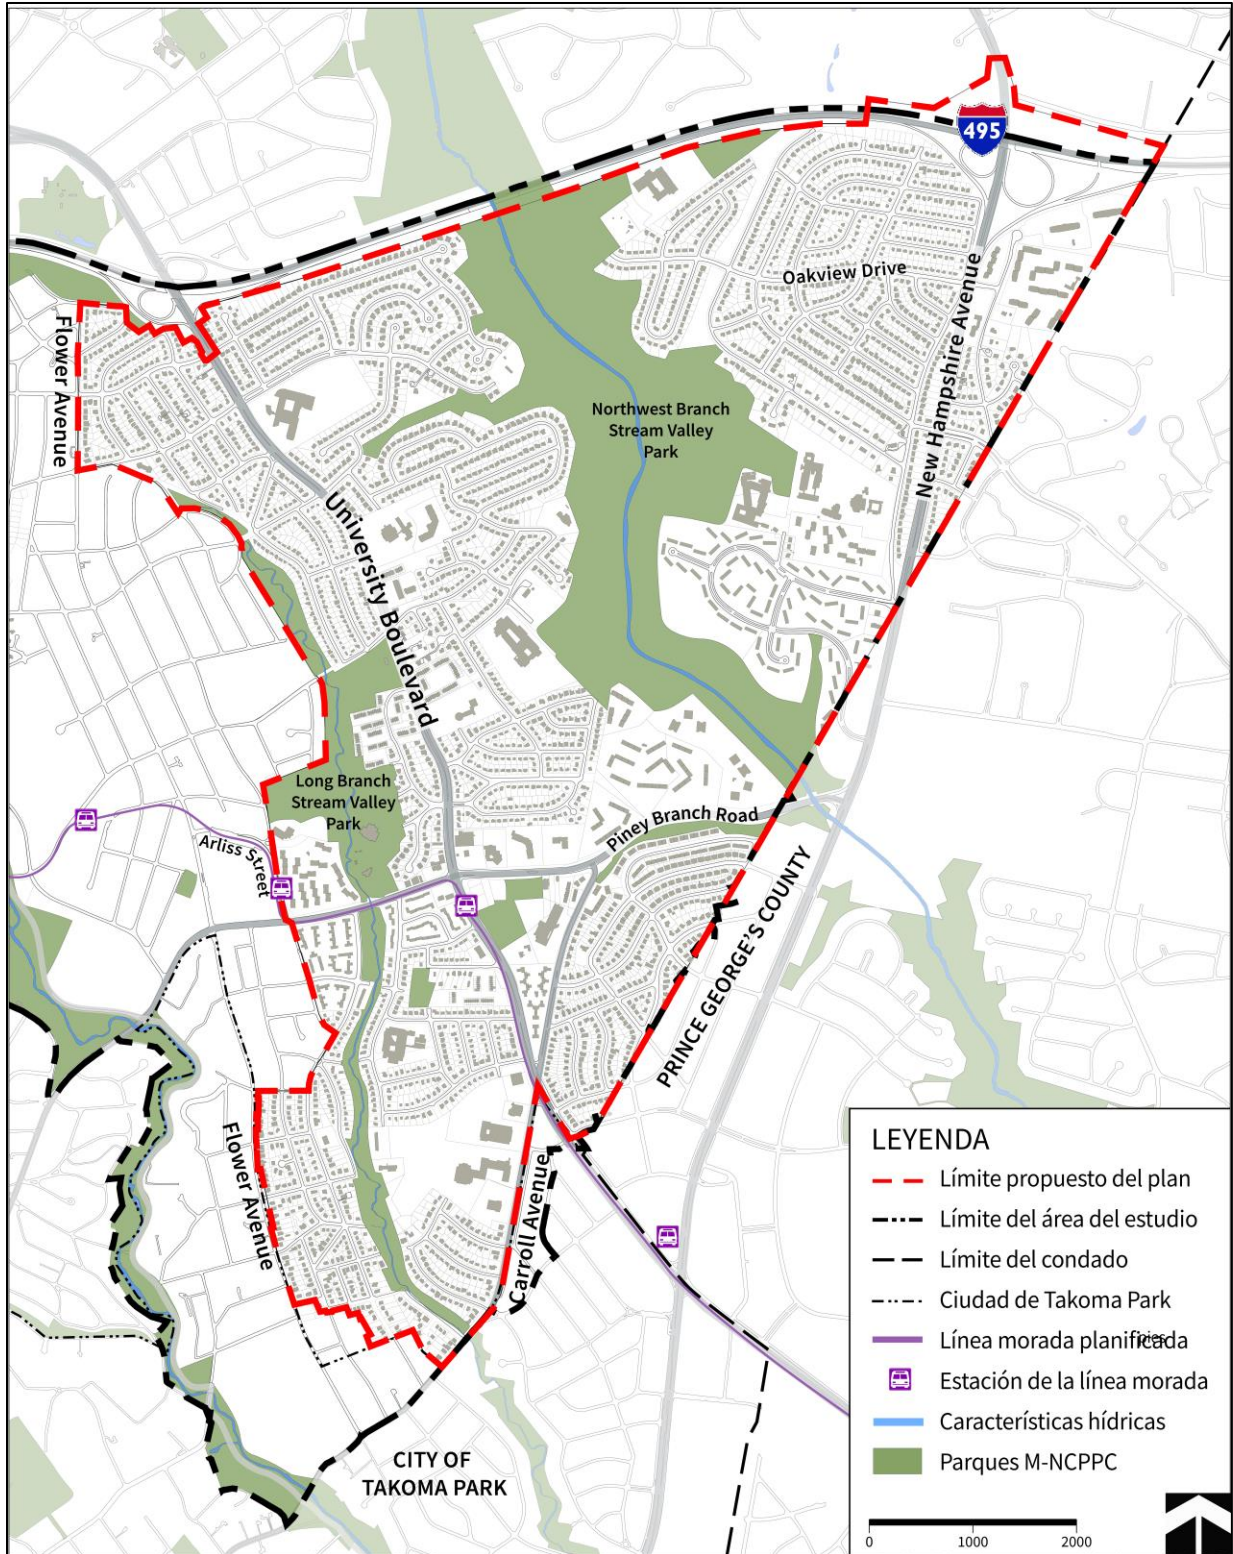 495
Oakview Drive
New Hampshire Avenue
Flower Avenue
Northwest Branch
Stream Valley
Park
University Boulevard
Long Branch
Stream Valley
Park
Piney Branch Road
Arliss Street
PRINCE GEORGE'S COUNTY
Flower Avenue
Carroll Avenue
CITY OF
TAKOMA PARK
LEYENDA
Límite propuesto del plan
Límite del área del estudio
Límite del condado
Ciudad de Takoma Park
Línea morada planificada
pies
Estación de la línea morada
Características hídricas
Parques M-NCPPC
0 1000 2000